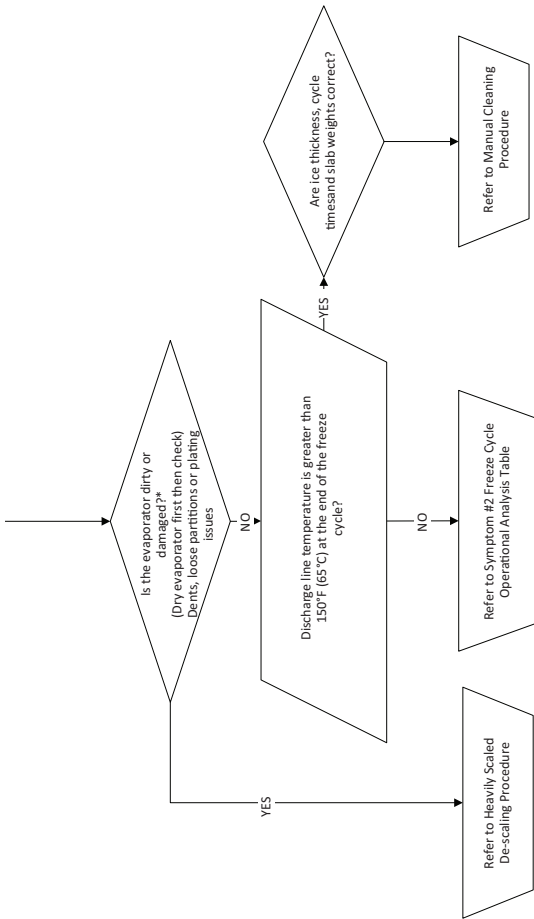 Is the evaporator dirty or
damaged?*
(Dry evaporator first then check)
Dents, loose partitions or plating
issues
YES
NO
Discharge line temperature is greater than
150°F (65°C) at the end of the freeze
cycle?
YES
NO
Are ice thickness, cycle
timesand slab weights correct?
Refer to Heavily Scaled
De-scaling Procedure
Refer to Symptom #2 Freeze Cycle
Operational Analysis Table
Refer to Manual Cleaning
Procedure